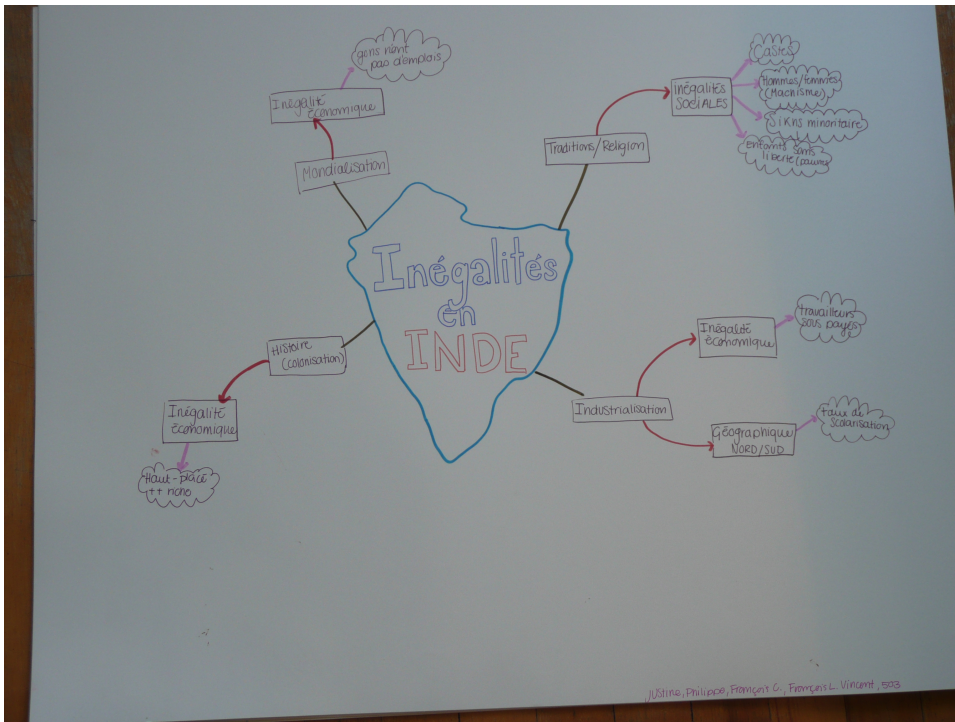 gens n'ont
pas d'emplois
Inégalité
économique
Mondialisation
Castes
Hommes/femmes
(Machisme)
Inégalités
SOCIALES
Sikhs minoritaire
enfants sans
liberté (pauvre)
Traditions/Religion
Inégalités
en
INDE
travailleurs
sous payés
Inégalité
économique
Histoire
(colonisation)
Industrialisation
taux de
scolarisation
Géographique
NORD/SUD
Inégalité
économique
Haut-placé
++ riche
Justine, Philippe, François G., François L. Vincent, 503